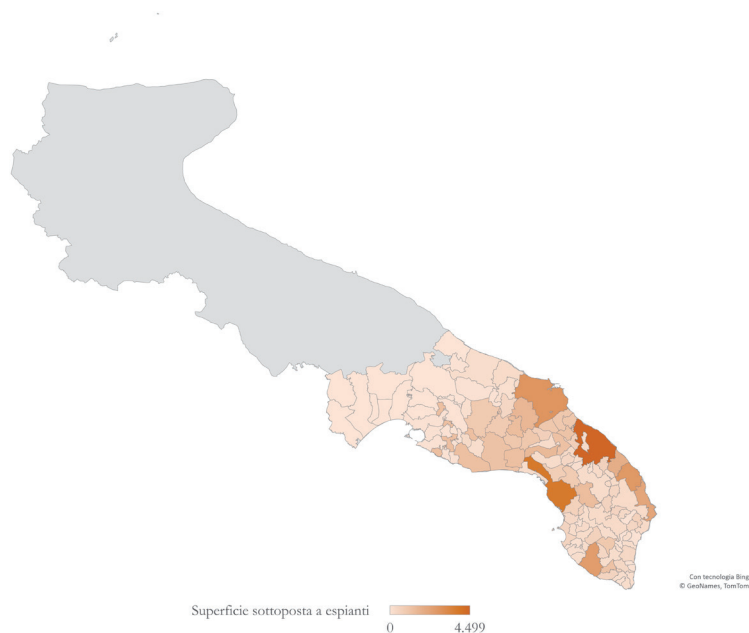 Con tecnologia Bing
© GeoNames, TomTom
Superficie sottoposta a espianti
0 4.499